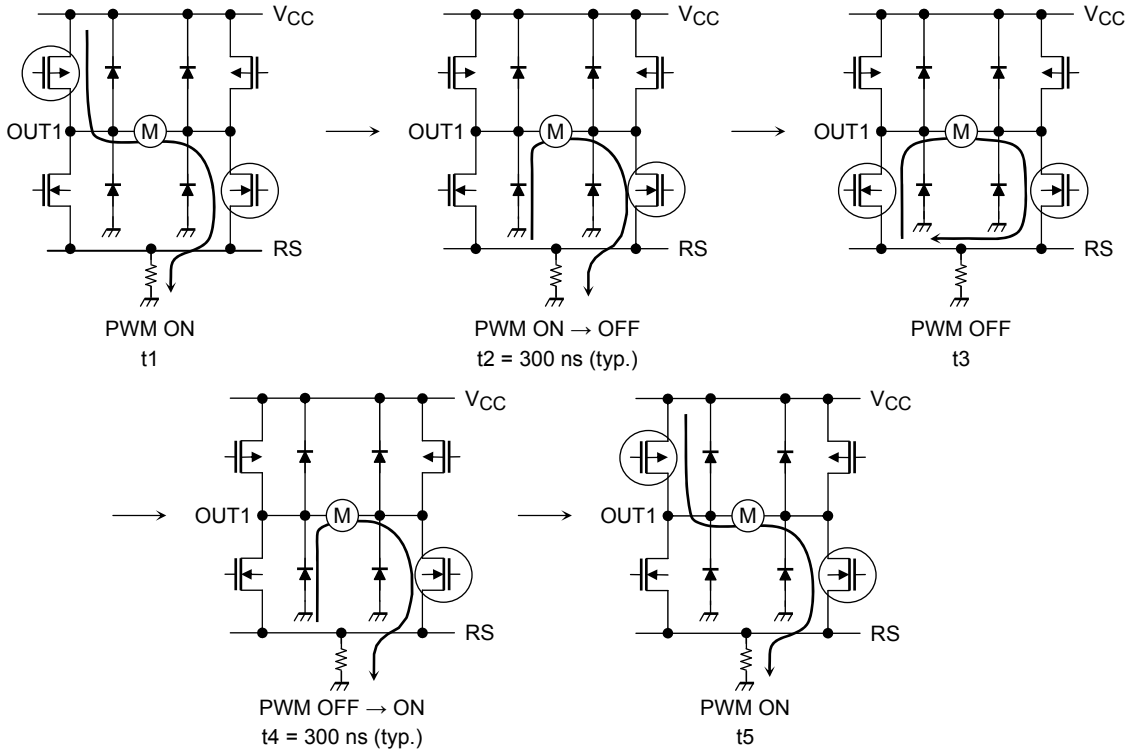 VCC
OUT1
M
RS
PWM ON
t1
VCC
OUT1
M
RS
PWM ON → OFF
t2 = 300 ns (typ.)
VCC
OUT1
M
RS
PWM OFF
t3
VCC
OUT1
M
RS
PWM OFF → ON
t4 = 300 ns (typ.)
VCC
OUT1
M
RS
PWM ON
t5